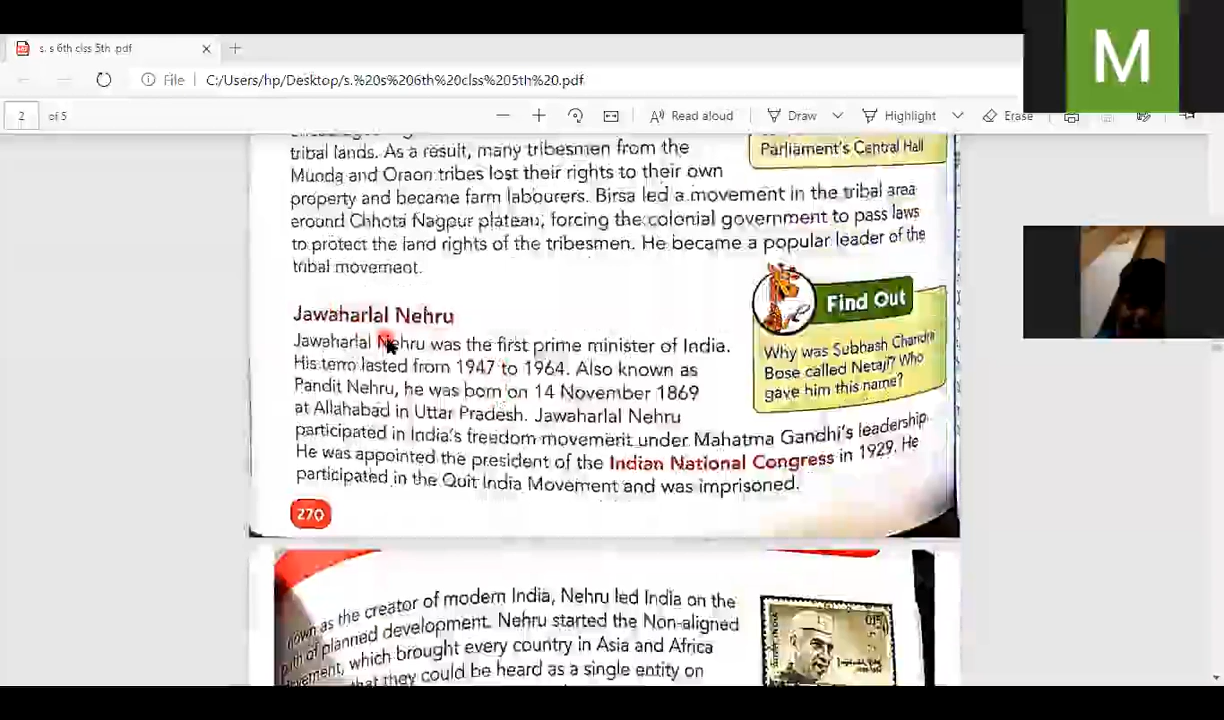 s. s 6th clss 5th .pdf
File C:/Users/hp/Desktop/s.%20s%206th%20clss%205th%20.pdf
2 of 5 Read aloud Draw Highlight Erase
M
tribal lands. As a result, many tribesmen from the
Munda and Oraon tribes lost their rights to their own
property and became farm labourers. Birsa led a movement in the tribal area
around Chhota Nagpur plateau, forcing the colonial government to pass laws
to protect the land rights of the tribesmen. He became a popular leader of the
tribal movement.
Parliament's Central Hall
Jawaharlal Nehru
Jawaharlal Nehru was the first prime minister of India.
His term lasted from 1947 to 1964. Also known as
Pandit Nehru, he was born on 14 November 1869
at Allahabad in Uttar Pradesh. Jawaharlal Nehru
participated in India's freedom movement under Mahatma Gandhi's leadership.
He was appointed the president of the Indian National Congress in 1929. He
participated in the Quit India Movement and was imprisoned.
Find Out
Why was Subhash Chandra
Bose called Netaji? Who
gave him this name?
270
as the creator of modern India, Nehru led India on the
of planned development. Nehru started the Non-aligned
which brought every country in Asia and Africa
that they could be heard as a single entity on